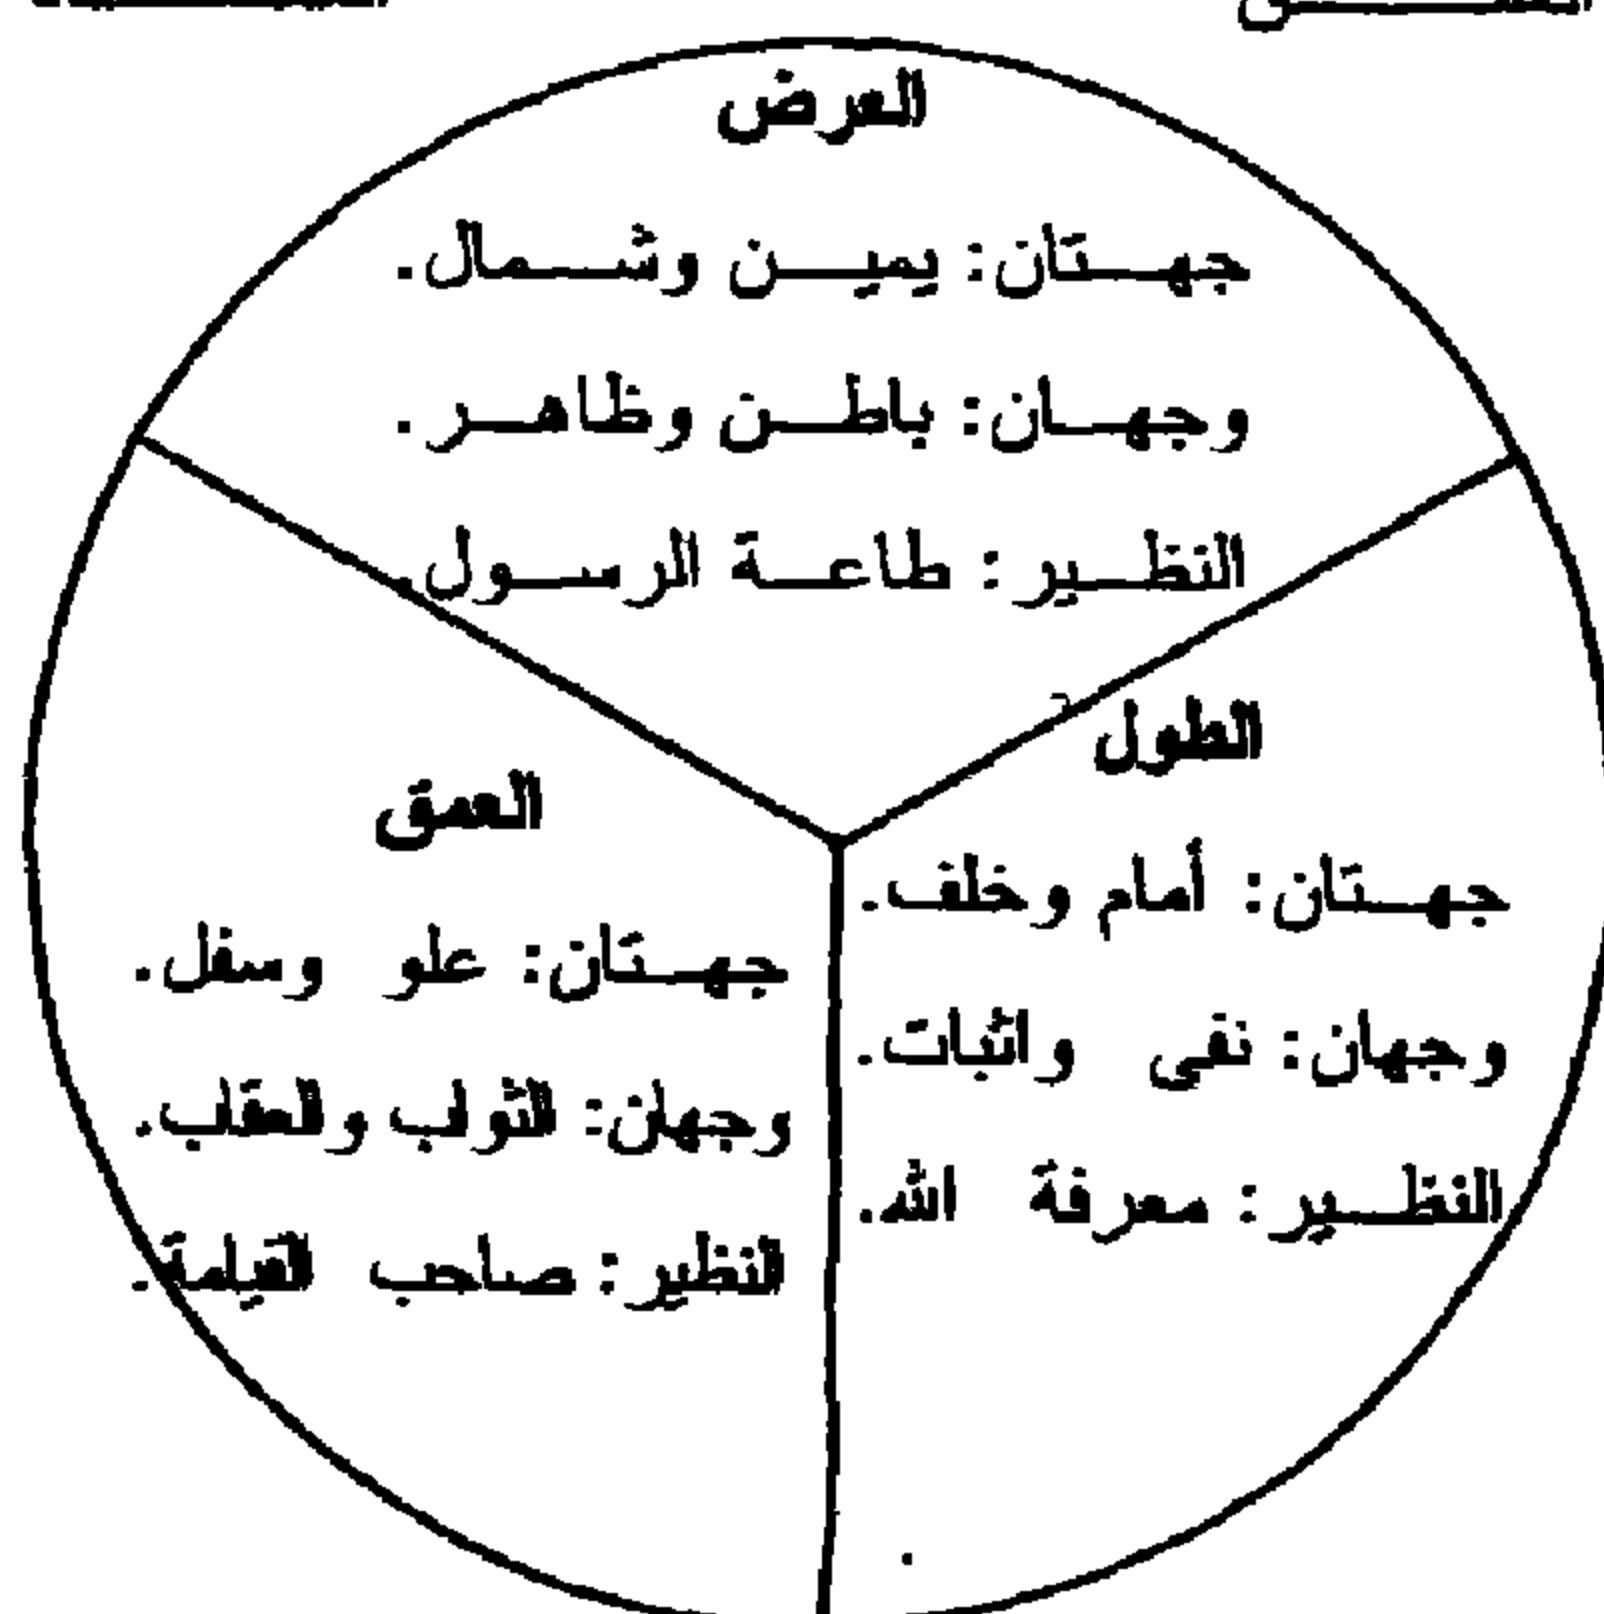 العرض
جهتان: يمين وشمال.
وجهان: باطن وظاهر.
النظير: طاعة الرسول.
الطول
جهتان: أمام وخلف.
وجهان: نفى واثبات.
النظير: معرفة الله.
العمق
جهتان: علو وسفل.
وجهان: الثواب والعقاب.
النظير: صاحب القيامة.